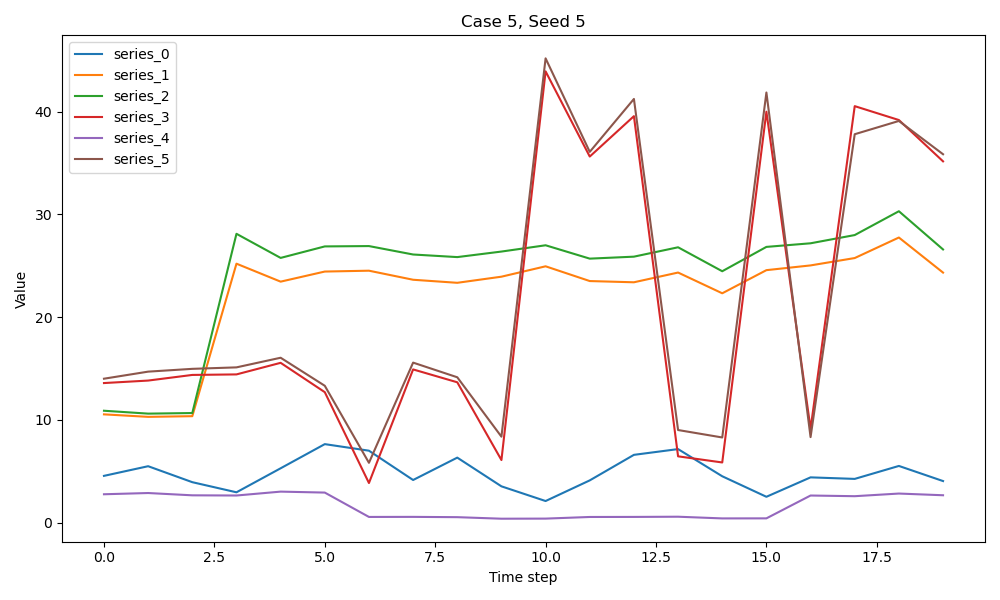 Case 5, Seed 5
series_0
series_1
series_2
series_3
series_4
series_5
Value
40
30
20
10
0
0.0 2.5 5.0 7.5 10.0 12.5 15.0 17.5
Time step